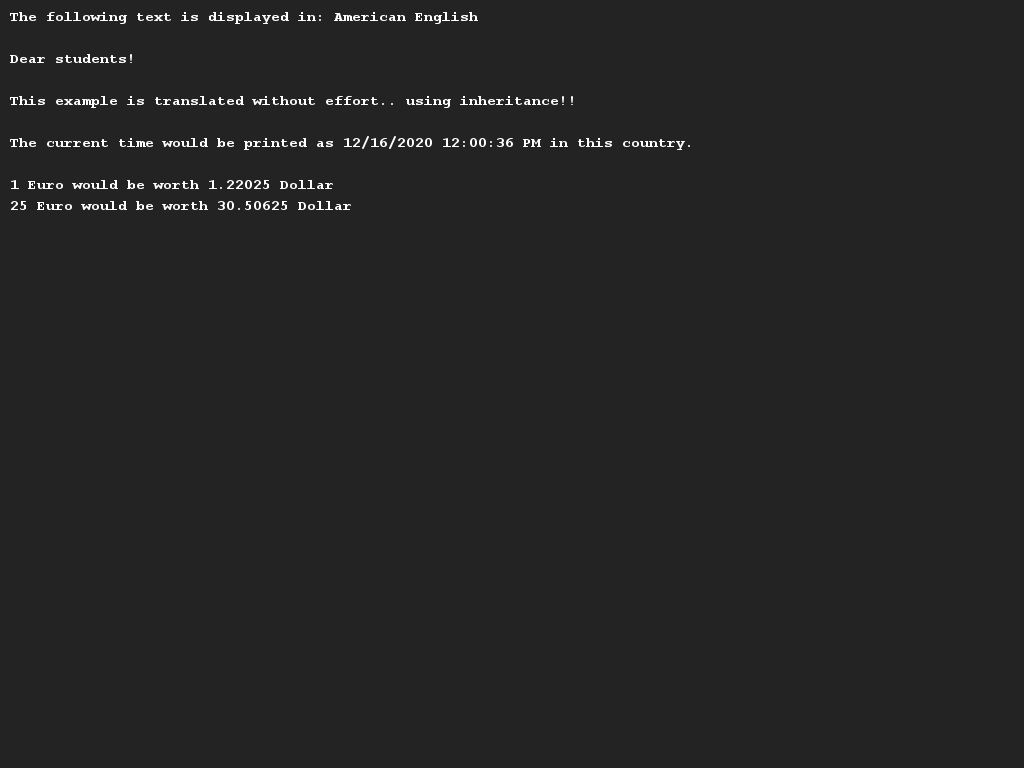 The following text is displayed in: American English
Dear students!
This example is translated without effort.. using inheritance!!
The current time would be printed as 12/16/2020 12:00:36 PM in this country.
1 Euro would be worth 1.22025 Dollar
25 Euro would be worth 30.50625 Dollar